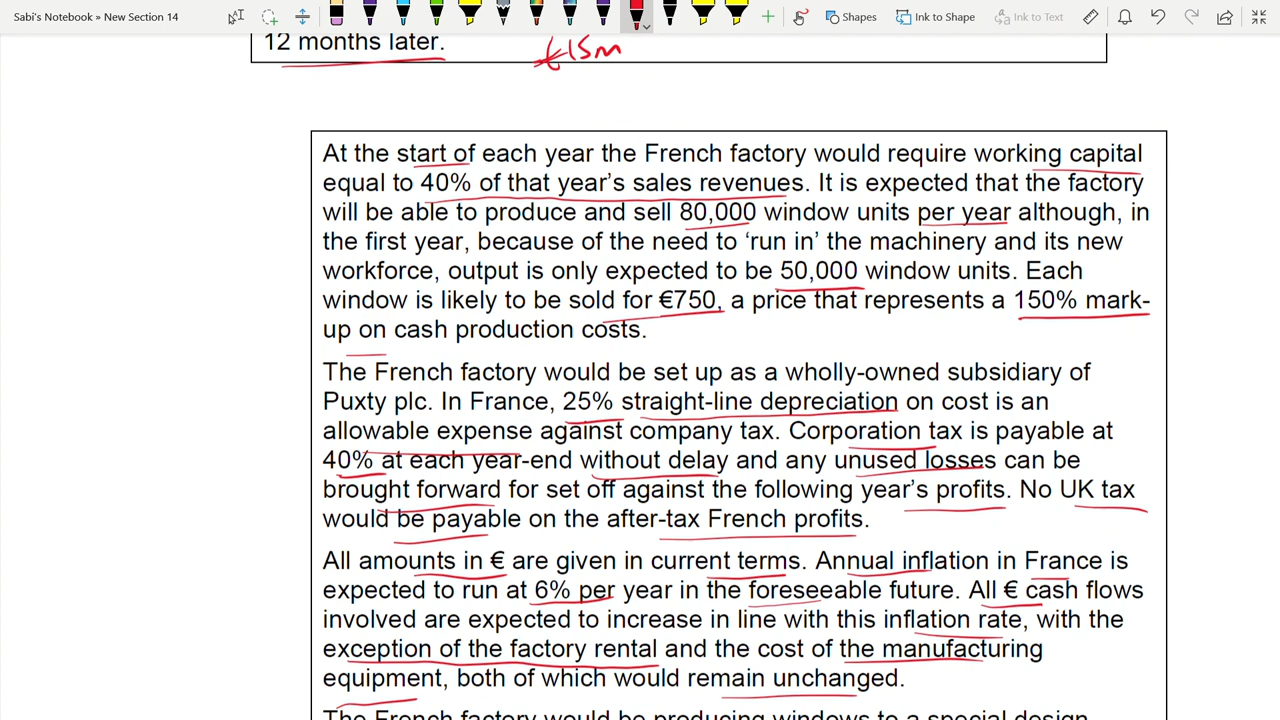 Sabi's Notebook » New Section 14
Shapes
Ink to Shape
Ink to Text
12 months later.
€15m
At the start of each year the French factory would require working capital
equal to 40% of that year's sales revenues. It is expected that the factory
will be able to produce and sell 80,000 window units per year although, in
the first year, because of the need to 'run in' the machinery and its new
workforce, output is only expected to be 50,000 window units. Each
window is likely to be sold for €750, a price that represents a 150% mark-
up on cash production costs.
The French factory would be set up as a wholly-owned subsidiary of
Puxty plc. In France, 25% straight-line depreciation on cost is an
allowable expense against company tax. Corporation tax is payable at
40% at each year-end without delay and any unused losses can be
brought forward for set off against the following year's profits. No UK tax
would be payable on the after-tax French profits.
All amounts in € are given in current terms. Annual inflation in France is
expected to run at 6% per year in the foreseeable future. All € cash flows
involved are expected to increase in line with this inflation rate, with the
exception of the factory rental and the cost of the manufacturing
equipment, both of which would remain unchanged.
The French factory would be producing windows to a special design